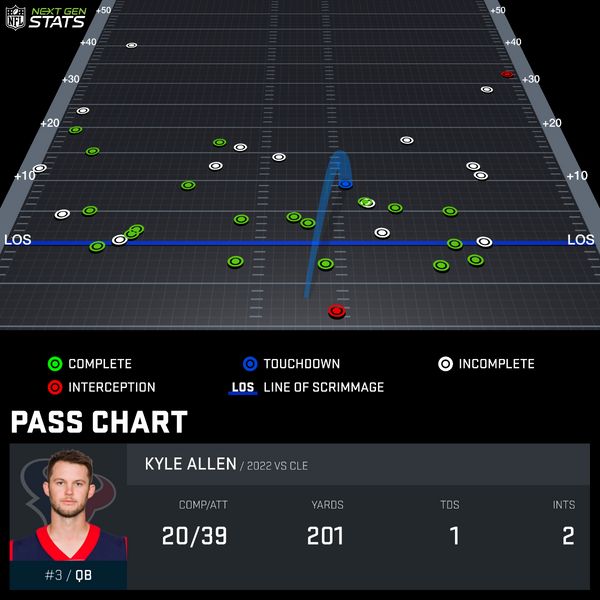 NFL NEXT GEN STATS
+50 +50
+40 +40
+30 +30
+20 +20
+10 +10
LOS LOS
COMPLETE TOUCHDOWN INCOMPLETE
INTERCEPTION LOS LINE OF SCRIMMAGE
PASS CHART
KYLE ALLEN / 2022 VS CLE
COMP/ATT YARDS TDS INTS
20/39 201 1 2
#3 / QB